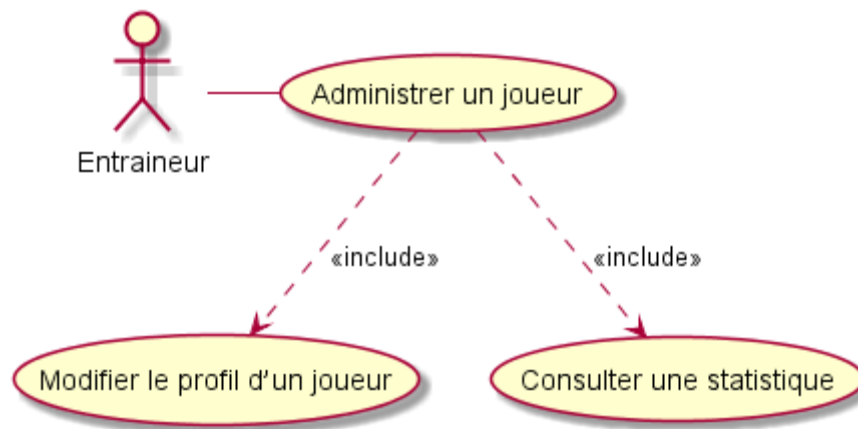 Administrer un joueur
Entraineur
«include»
«include»
Modifier le profil d’un joueur
Consulter une statistique